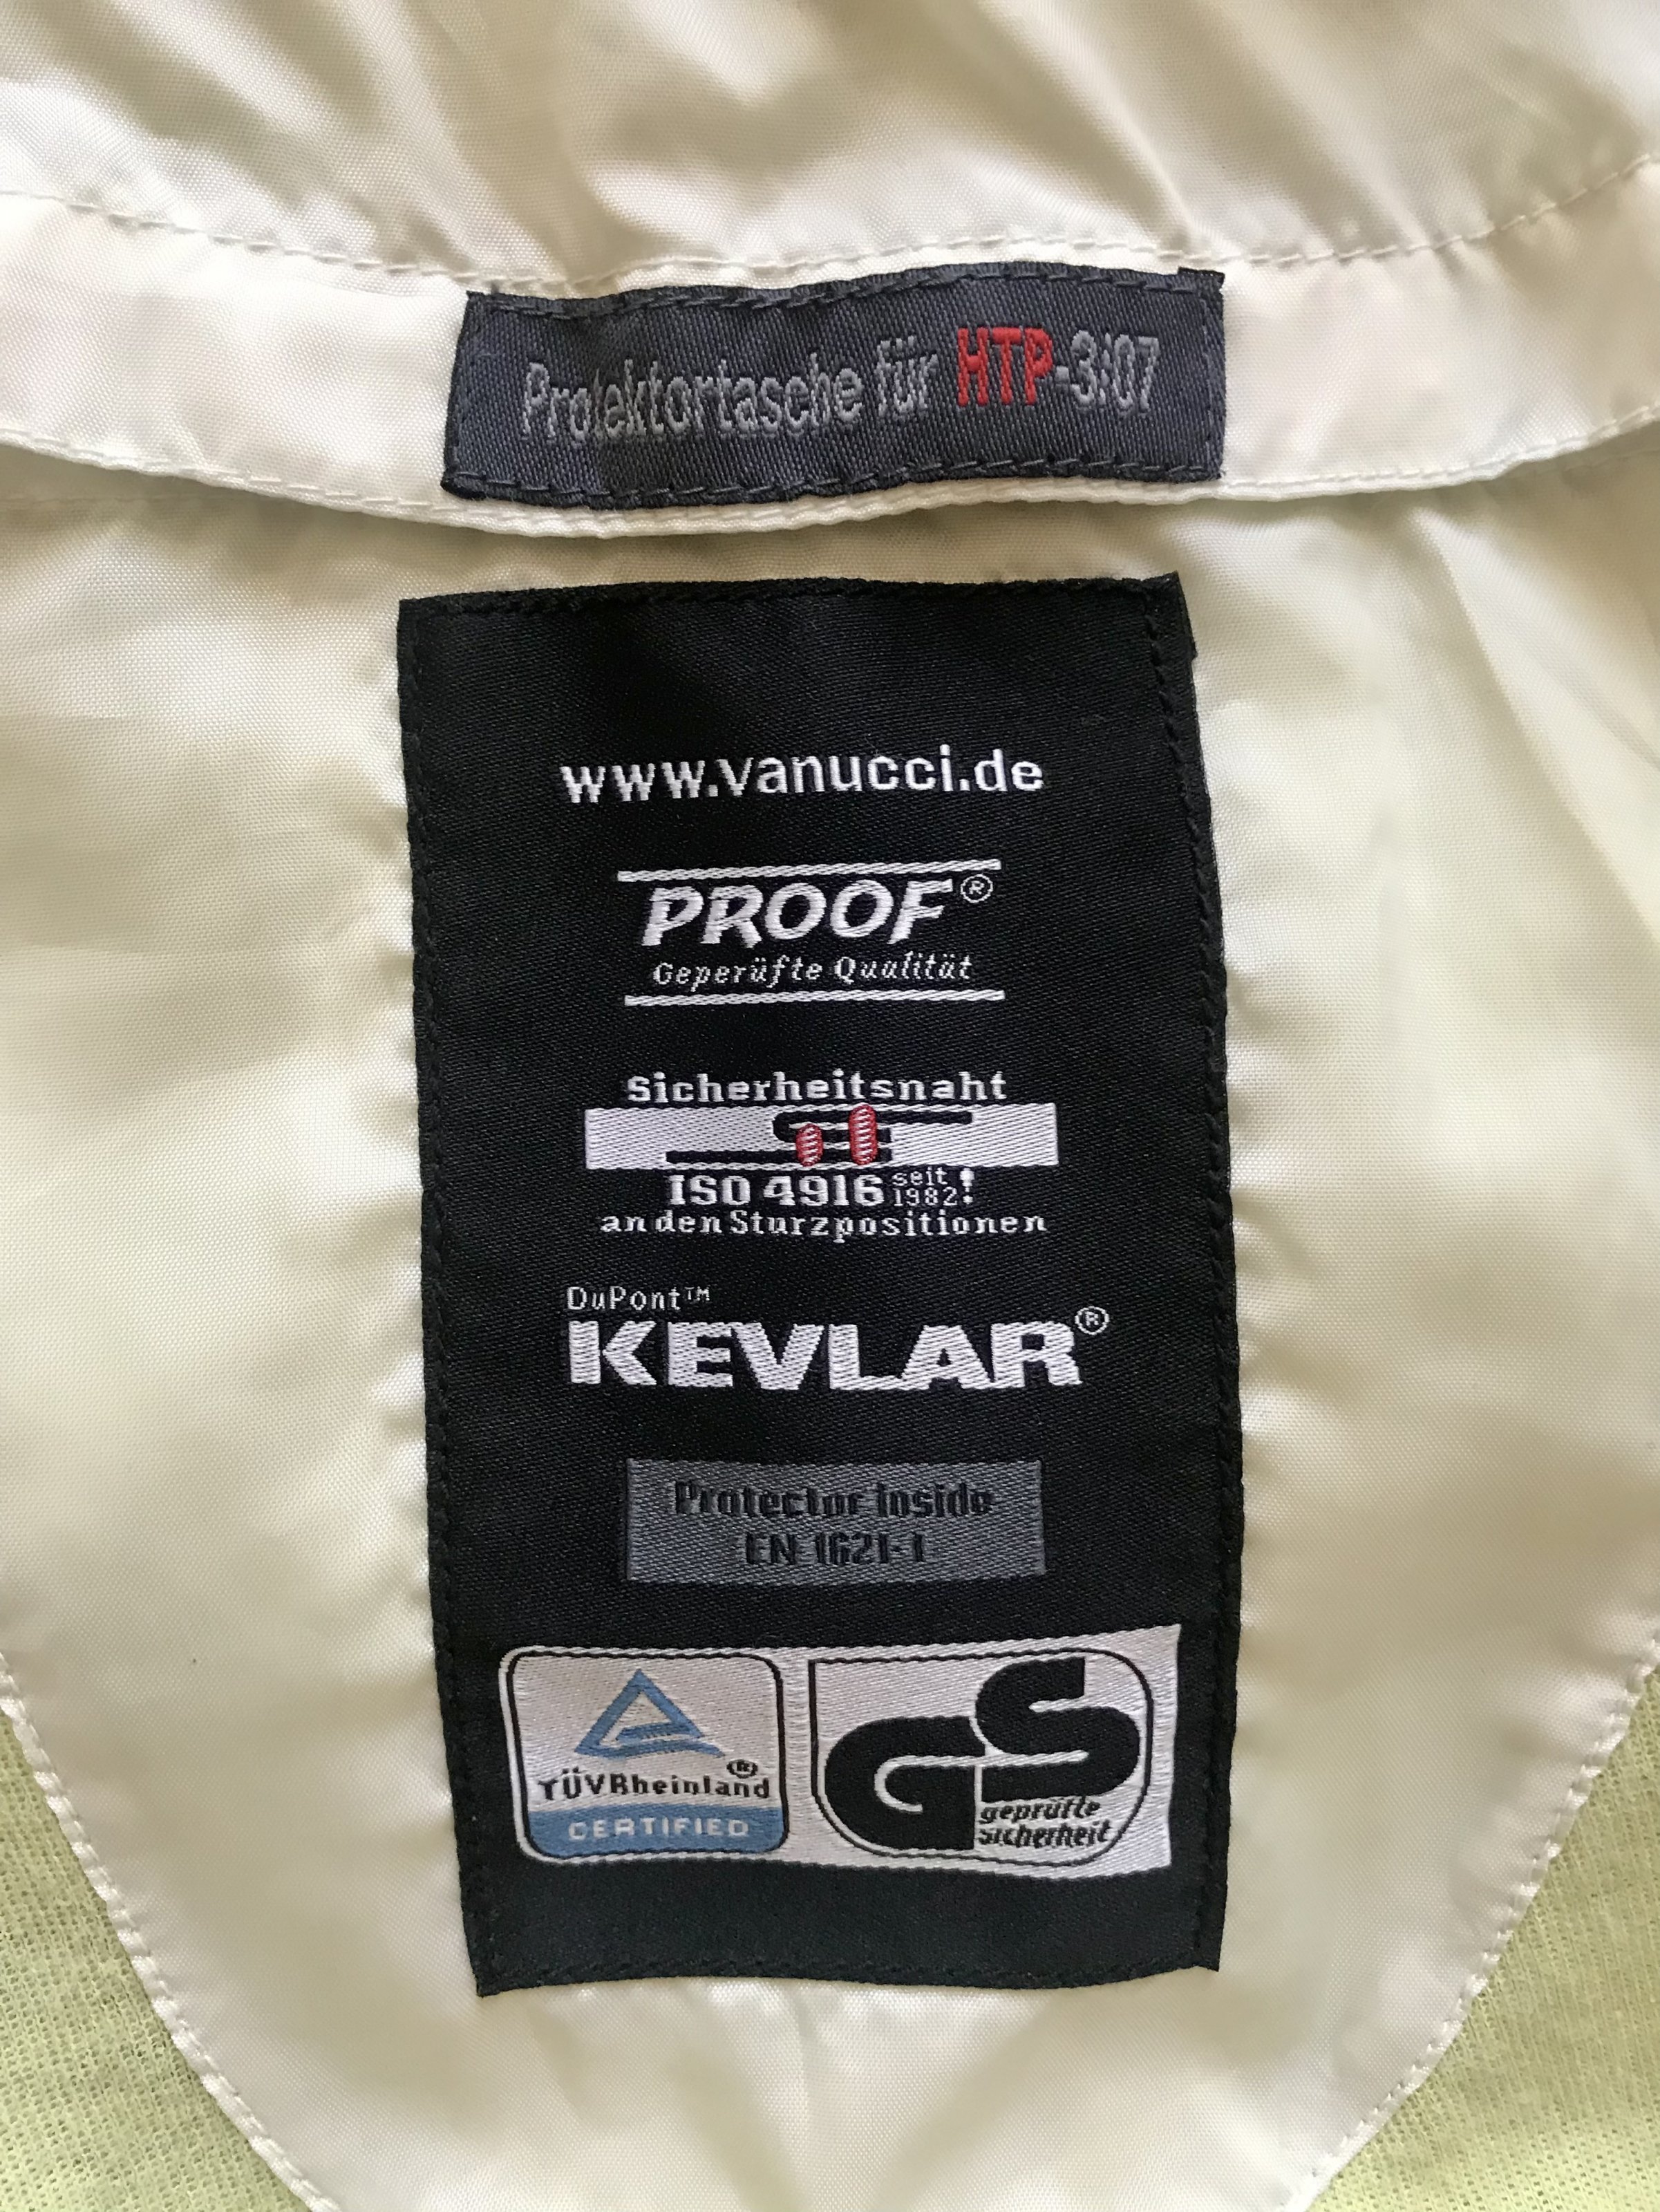 Protektortasche für HTP-3/07
www.vanucci.de
PROOF®
Geperüfte Qualität
Sicherheitsnaht
ISO 4916 seit 1982!
an den Sturzpositionen
DuPont™
KEVLAR®
Protector inside
EN 1621-1
TÜVRheinland®
CERTIFIED
GS
geprüfte
sicherheit